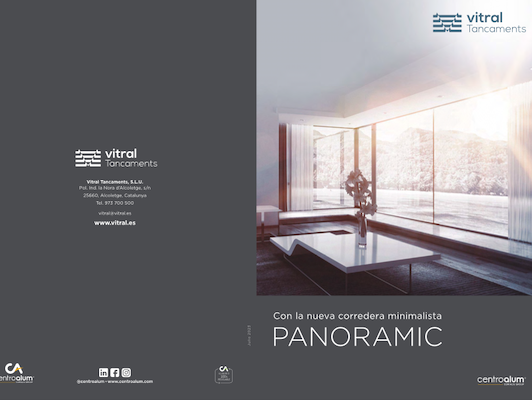 vitral
Tancaments
Vitral Tancaments, S.L.U.
Pol. Ind. la Nora d'Alcoletge, s/n
25660, Alcoletge, Catalunya
Tel. 973 700 500
vitral@vitral.es
www.vitral.es
CA
centroalum
@centroalum · www.centroalum.com
CA
vitral
Tancaments
Con la nueva corredera minimalista
PANORAMIC
centroalum